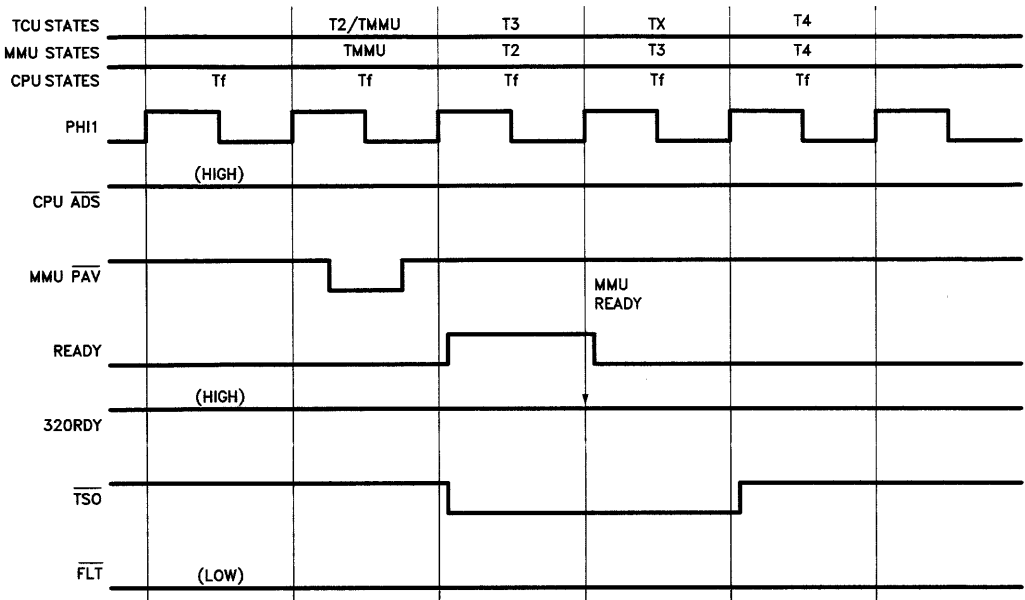 TCU STATES T2/TMMU T3 TX T4
MMU STATES TMMU T2 T3 T4
CPU STATES Tf Tf Tf Tf Tf
PHI1
(HIGH)
CPU ADS
MMU PAV
MMU
READY
READY
(HIGH)
320RDY
TSO
FLT (LOW)